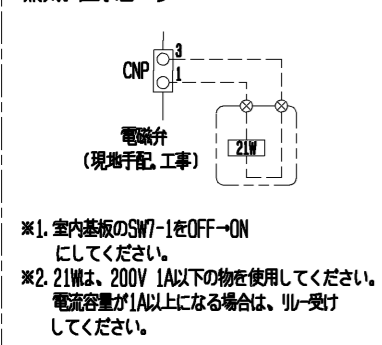 3
CNP
1
電磁弁
(現地手配、工事)
21W
※1. 室内基板のSW7-1をOFF→ON
にしてください。
※2. 21Wは、200V 1A以下の物を使用してください。
電流容量が1A以上になる場合は、リレー受け
してください。